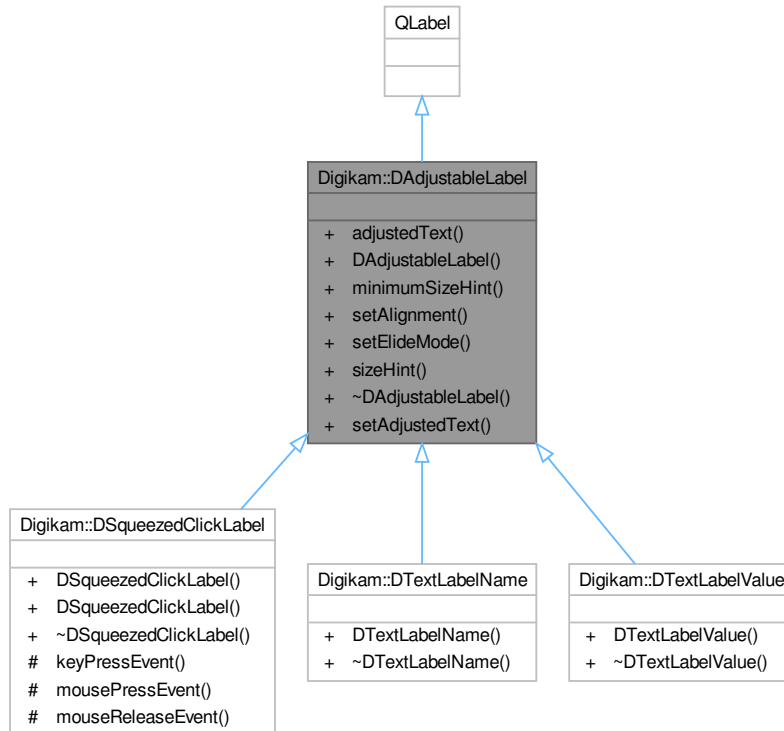 QLabel
Digikam::DAdjustableLabel
+ adjustedText()
+ DAdjustableLabel()
+ minimumSizeHint()
+ setAlignment()
+ setElideMode()
+ sizeHint()
+ ~DAdjustableLabel()
+ setAdjustedText()
Digikam::DSqueezedClickLabel
+ DSqueezedClickLabel()
+ DSqueezedClickLabel()
+ ~DSqueezedClickLabel()
# keyPressEvent()
# mousePressEvent()
# mouseReleaseEvent()
Digikam::DTextLabelName
+ DTextLabelName()
+ ~DTextLabelName()
Digikam::DTextLabelValue
+ DTextLabelValue()
+ ~DTextLabelValue()